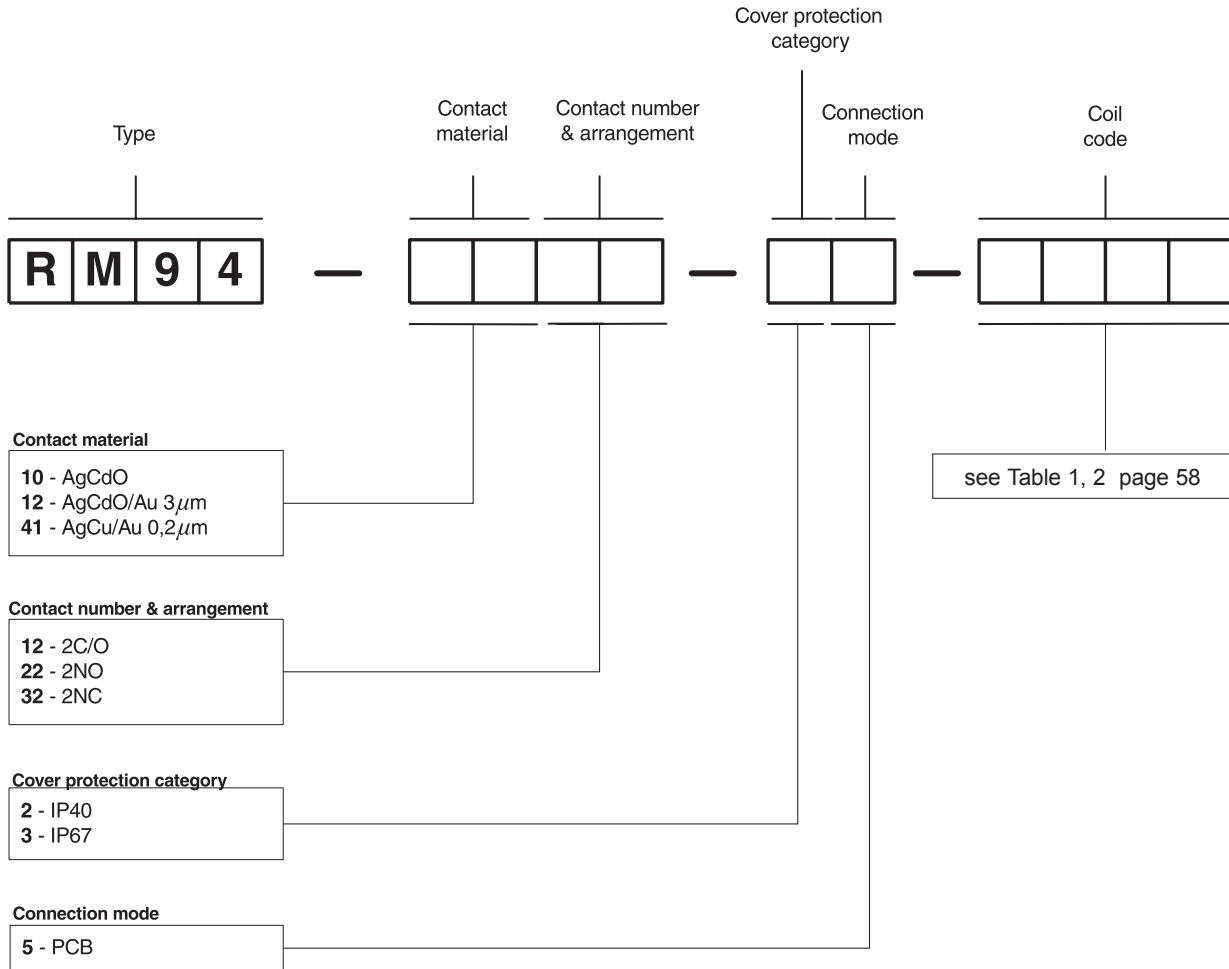 Cover protection
category
Type
Contact
material
Contact number
& arrangement
Connection
mode
Coil
code
R M 9 4 — — —
Contact material
10 - AgCdO
12 - AgCdO/Au 3μm
41 - AgCu/Au 0,2μm
see Table 1, 2 page 58
Contact number & arrangement
12 - 2C/O
22 - 2NO
32 - 2NC
Cover protection category
2 - IP40
3 - IP67
Connection mode
5 - PCB